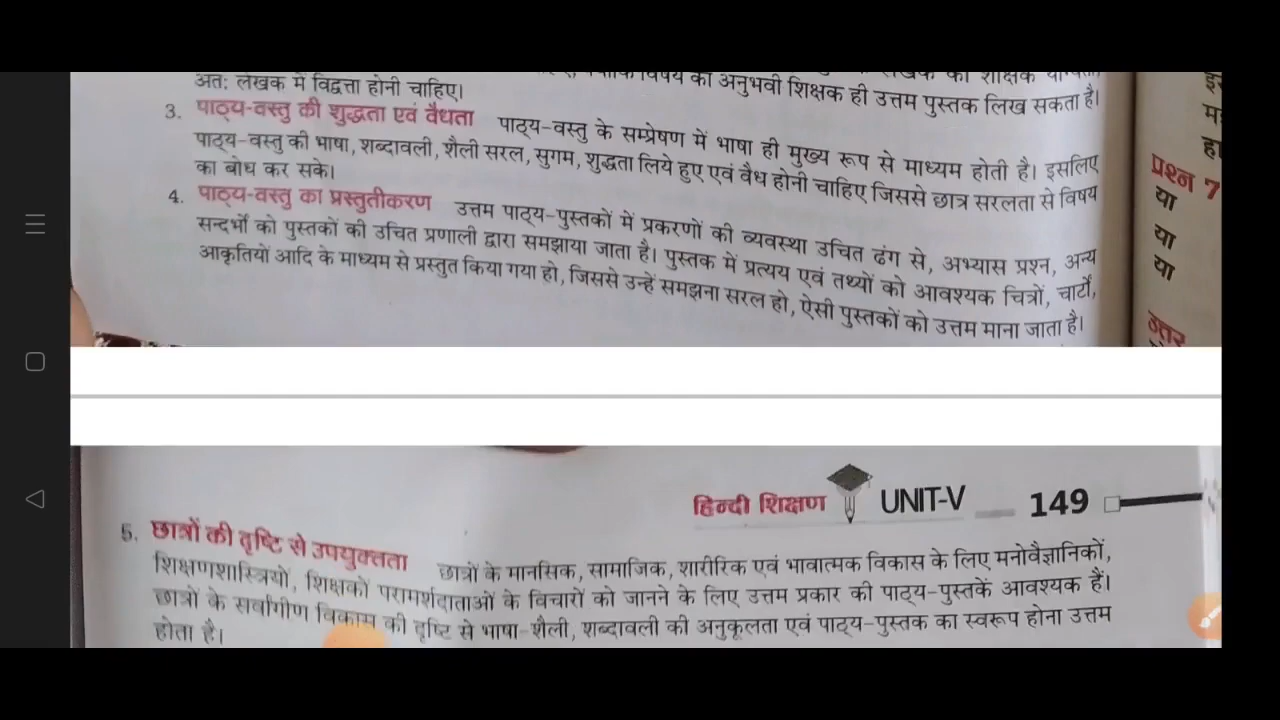 विषय का अनुभवी शिक्षक ही उत्तम पुस्तक लिख सकता है।
अतः लेखक में विद्वत्ता होनी चाहिए।
3. पाठ्य-वस्तु की शुद्धता एवं वैधता पाठ्य-वस्तु के सम्प्रेषण में भाषा ही मुख्य रूप से माध्यम होती है। इसलिए
पाठ्य-वस्तु की भाषा, शब्दावली, शैली सरल, सुगम, शुद्धता लिये हुए एवं वैध होनी चाहिए जिससे छात्र सरलता से विषय
का बोध कर सके।
4. पाठ्य-वस्तु का प्रस्तुतीकरण उत्तम पाठ्य-पुस्तकों में प्रकरणों की व्यवस्था उचित ढंग से, अभ्यास प्रश्न, अन्य
सन्दर्भों को पुस्तकों की उचित प्रणाली द्वारा समझाया जाता है। पुस्तक में प्रत्यय एवं तथ्यों को आवश्यक चित्रों, चार्टों,
आकृतियों आदि के माध्यम से प्रस्तुत किया गया हो, जिससे उन्हें समझना सरल हो, ऐसी पुस्तकों को उत्तम माना जाता है।
प्रश्न 7
या
या
या
उत्तर
हिन्दी शिक्षण UNIT-V 149
5. छात्रों की दृष्टि से उपयुक्तता छात्रों के मानसिक, सामाजिक, शारीरिक एवं भावात्मक विकास के लिए मनोवैज्ञानिकों,
शिक्षणशास्त्रियों, शिक्षकों परामर्शदाताओं के विचारों को जानने के लिए उत्तम प्रकार की पाठ्य-पुस्तकें आवश्यक हैं।
छात्रों के सर्वांगीण विकास की दृष्टि से भाषा-शैली, शब्दावली की अनुकूलता एवं पाठ्य-पुस्तक का स्वरूप होना उत्तम
होता है।